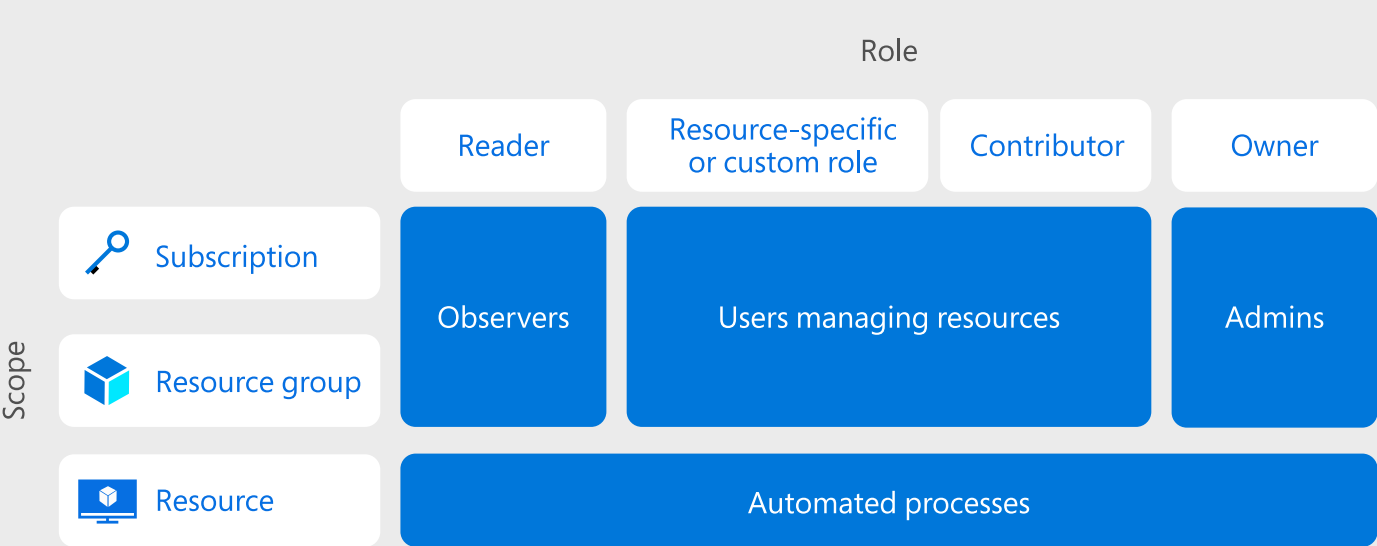 Role
Reader
Resource-specific
or custom role
Contributor
Owner
Scope
Subscription
Observers
Users managing resources
Admins
Resource group
Resource
Automated processes